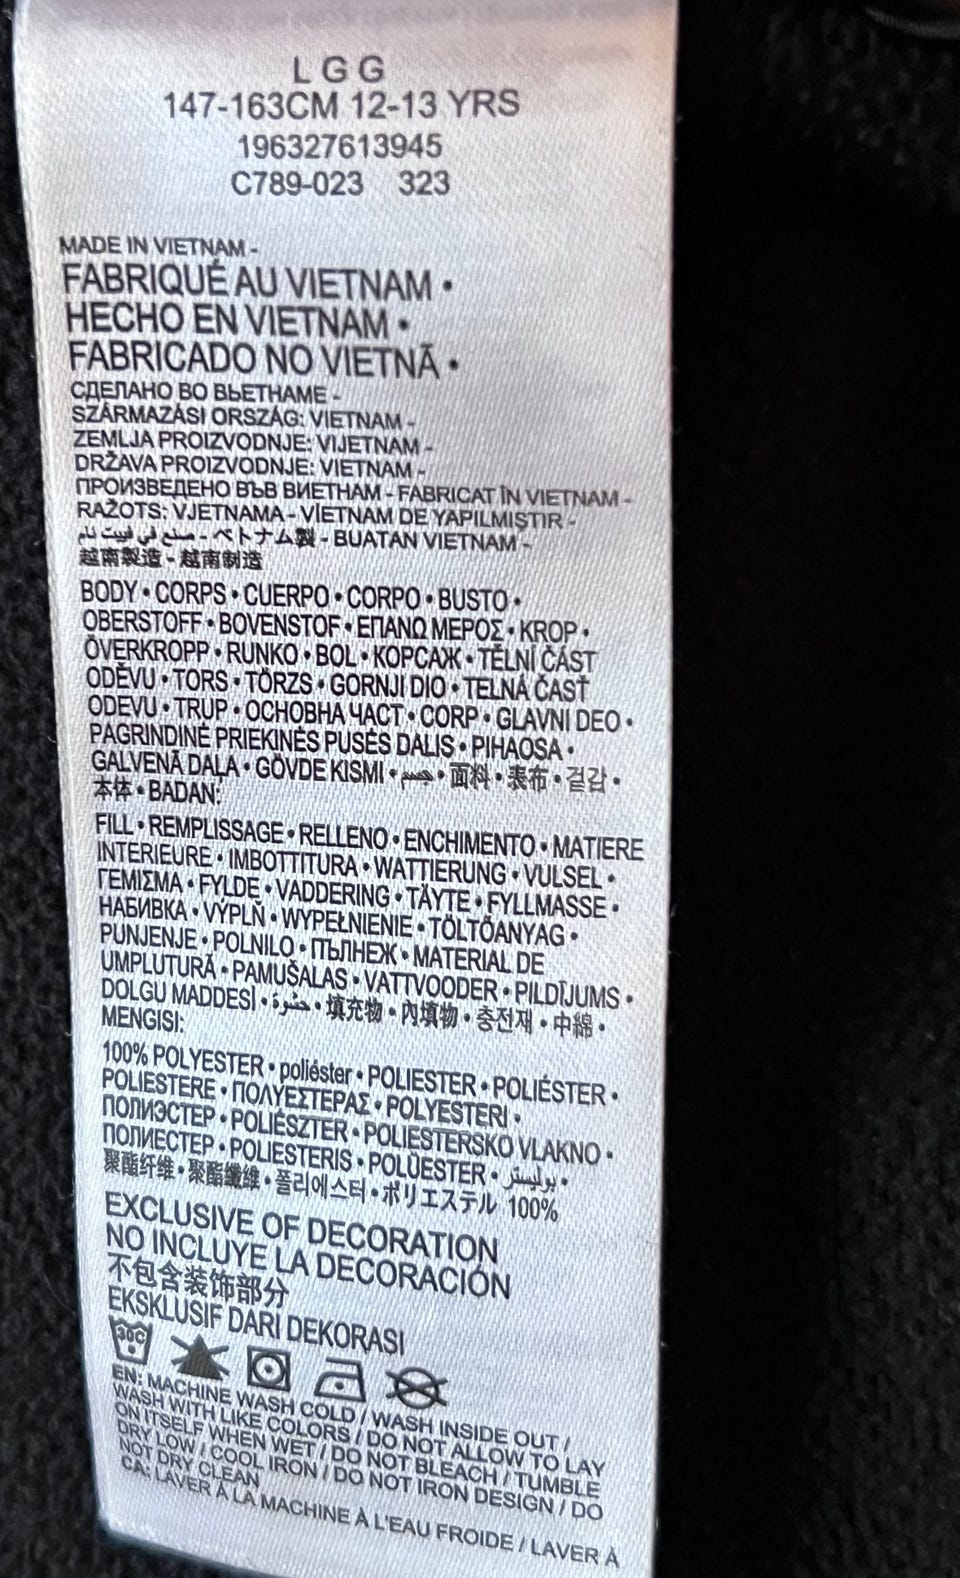 L G G
147-163CM 12-13 YRS
196327613945
C789-023 323
MADE IN VIETNAM -
FABRIQUÉ AU VIETNAM •
HECHO EN VIETNAM •
FABRICADO NO VIETNÃ •
СДЕЛАНО ВО ВЬЕТНАМЕ -
SZÁRMAZÁSI ORSZÁG: VIETNAM -
ZEMLJA PROIZVODNJE: VIJETNAM -
DRŽAVA PROIZVODNJE: VIETNAM -
ПРОИЗВЕДЕНО ВЪВ ВИЕТНАМ - FABRICAT ÎN VIETNAM -
RAŽOTS: VJETNAMA - VİETNAM DE YAPILMIŞTIR -
صنع في فييت نام - ベトナム製 - BUATAN VIETNAM -
越南製造 - 越南制造
BODY • CORPS • CUERPO • CORPO • BUSTO •
OBERSTOFF • BOVENSTOF • ΕΠΑΝΩ ΜΕΡΟΣ • KROP •
ÖVERKROPP • RUNKO • BOL • КОРСАЖ • TĚLNÍ ČÁST
ODĚVU • TORS • TÖRZS • GORNJI DIO • TELNÁ ČASŤ
ODEVU • TRUP • ОСНОВНА ЧАСТ • CORP • GLAVNI DEO •
PAGRINDINĖ PRIEKINĖS PUSĖS DALIS • PIHAOSA •
GALVENĀ DAĻA • GÖVDE KISMI • جسم • 面料 • 表布 • 겉감 •
本体 • BADAN:
FILL • REMPLISSAGE • RELLENO • ENCHIMENTO • MATIERE
INTERIEURE • IMBOTTITURA • WATTIERUNG • VULSEL •
ΓΕΜΙΣΜΑ • FYLDE • VADDERING • TÄYTE • FYLLMASSE •
НАБИВКА • VÝPLŇ • WYPEŁNIENIE • TÖLTŐANYAG •
PUNJENJE • POLNILO • ПЪЛНЕЖ • MATERIAL DE
UMPLUTURĂ • PAMUŠALAS • VATTVOODER • PILDĪJUMS •
DOLGU MADDESİ • حشوة • 填充物 • 內填物 • 충전재 • 中綿 •
MENGISI:
100% POLYESTER • poliéster • POLIESTER • POLIÉSTER •
POLIESTERE • ΠΟΛΥΕΣΤΕΡΑΣ • POLYESTERI •
ПОЛИЭСТЕР • POLIÉSZTER • POLIESTERSKO VLAKNO •
ПОЛИЕСТЕР • POLIESTERIS • POLÜESTER • بوليستر •
聚酯纤维 • 聚酯纖維 • 폴리에스터 • ポリエステル 100%
EXCLUSIVE OF DECORATION
NO INCLUYE LA DECORACIÓN
不包含装饰部分
EKSKLUSIF DARI DEKORASI
30C
EN: MACHINE WASH COLD / WASH INSIDE OUT /
WASH WITH LIKE COLORS / DO NOT ALLOW TO LAY
ON ITSELF WHEN WET / DO NOT BLEACH / TUMBLE
DRY LOW / COOL IRON / DO NOT IRON DESIGN / DO
NOT DRY CLEAN
CA: LAVER À LA MACHINE À L'EAU FROIDE / LAVER À